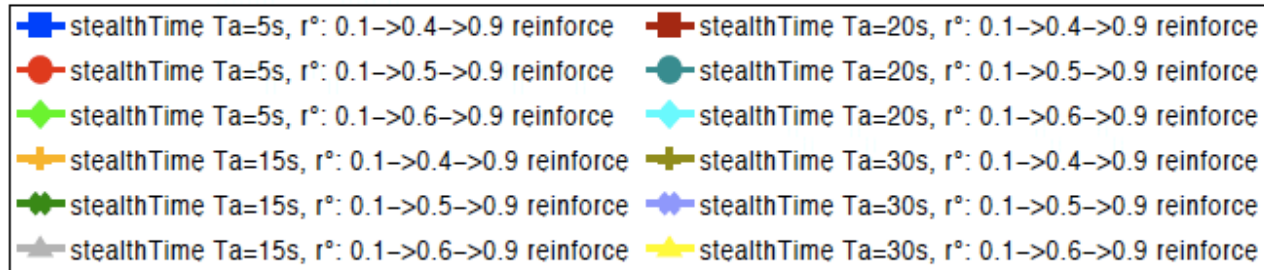 stealthTime Ta=5s, r°: 0.1->0.4->0.9 reinforce
stealthTime Ta=5s, r°: 0.1->0.5->0.9 reinforce
stealthTime Ta=5s, r°: 0.1->0.6->0.9 reinforce
stealthTime Ta=15s, r°: 0.1->0.4->0.9 reinforce
stealthTime Ta=15s, r°: 0.1->0.5->0.9 reinforce
stealthTime Ta=15s, r°: 0.1->0.6->0.9 reinforce
stealthTime Ta=20s, r°: 0.1->0.4->0.9 reinforce
stealthTime Ta=20s, r°: 0.1->0.5->0.9 reinforce
stealthTime Ta=20s, r°: 0.1->0.6->0.9 reinforce
stealthTime Ta=30s, r°: 0.1->0.4->0.9 reinforce
stealthTime Ta=30s, r°: 0.1->0.5->0.9 reinforce
stealthTime Ta=30s, r°: 0.1->0.6->0.9 reinforce